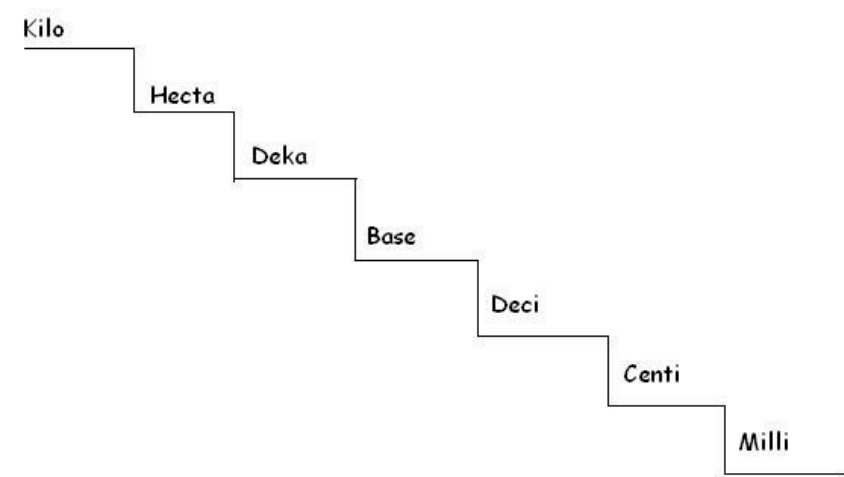 Kilo
Hecta
Deka
Base
Deci
Centi
Milli